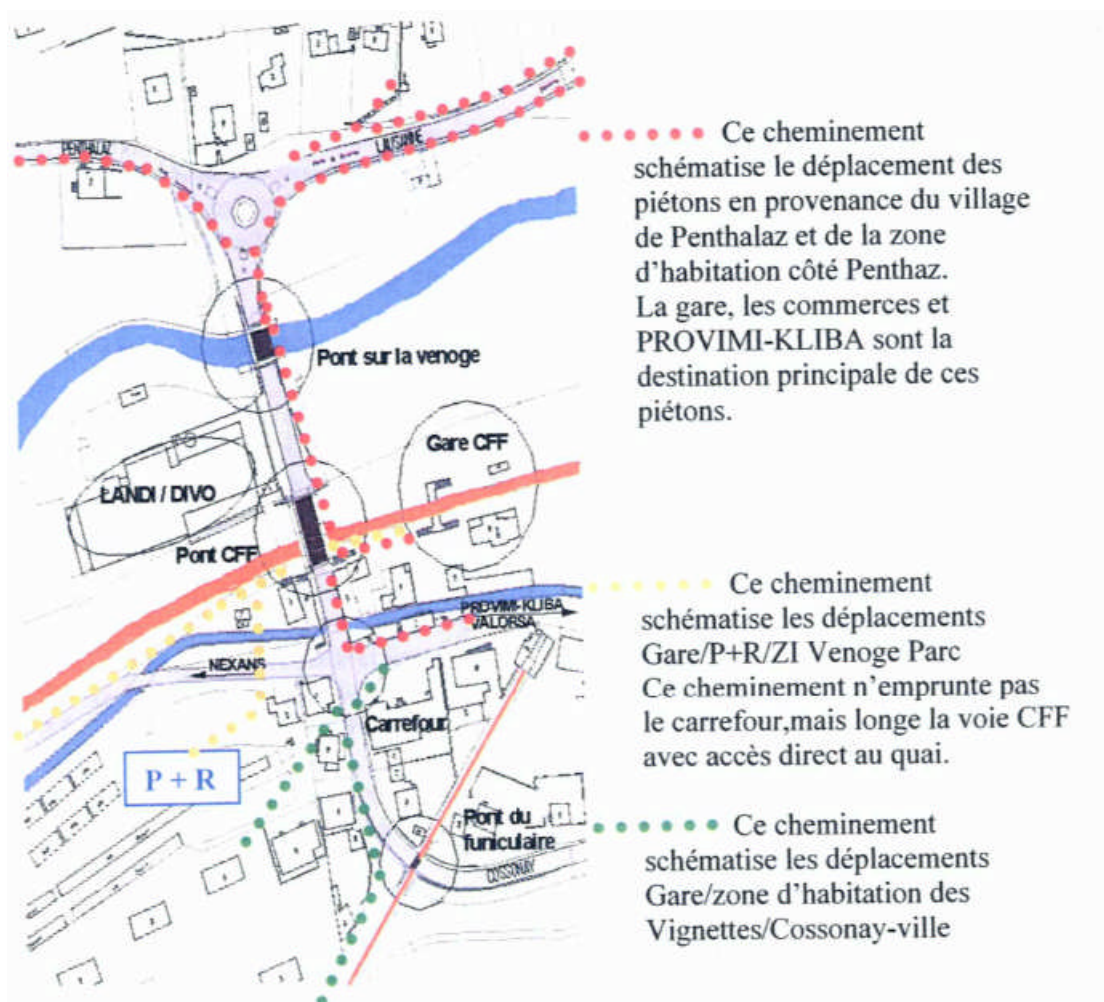 PENTHALAZ
LAUSANNE
Pont sur la venoge
Gare CFF
LANDI / DIVO
Pont CFF
PROVIMI-KLIBA
VALORSA
NEXANS
Carrefour
P + R
Pont du
funiculaire
COSSONAY
Ce cheminement
schématise le déplacement des
piétons en provenance du village
de Penthalaz et de la zone
d'habitation côté Penthaz.
La gare, les commerces et
PROVIMI-KLIBA sont la
destination principale de ces
piétons.
Ce cheminement
schématise les déplacements
Gare/P+R/ZI Venoge Parc
Ce cheminement n'emprunte pas
le carrefour,mais longe la voie CFF
avec accès direct au quai.
Ce cheminement
schématise les déplacements
Gare/zone d'habitation des
Vignettes/Cossonay-ville